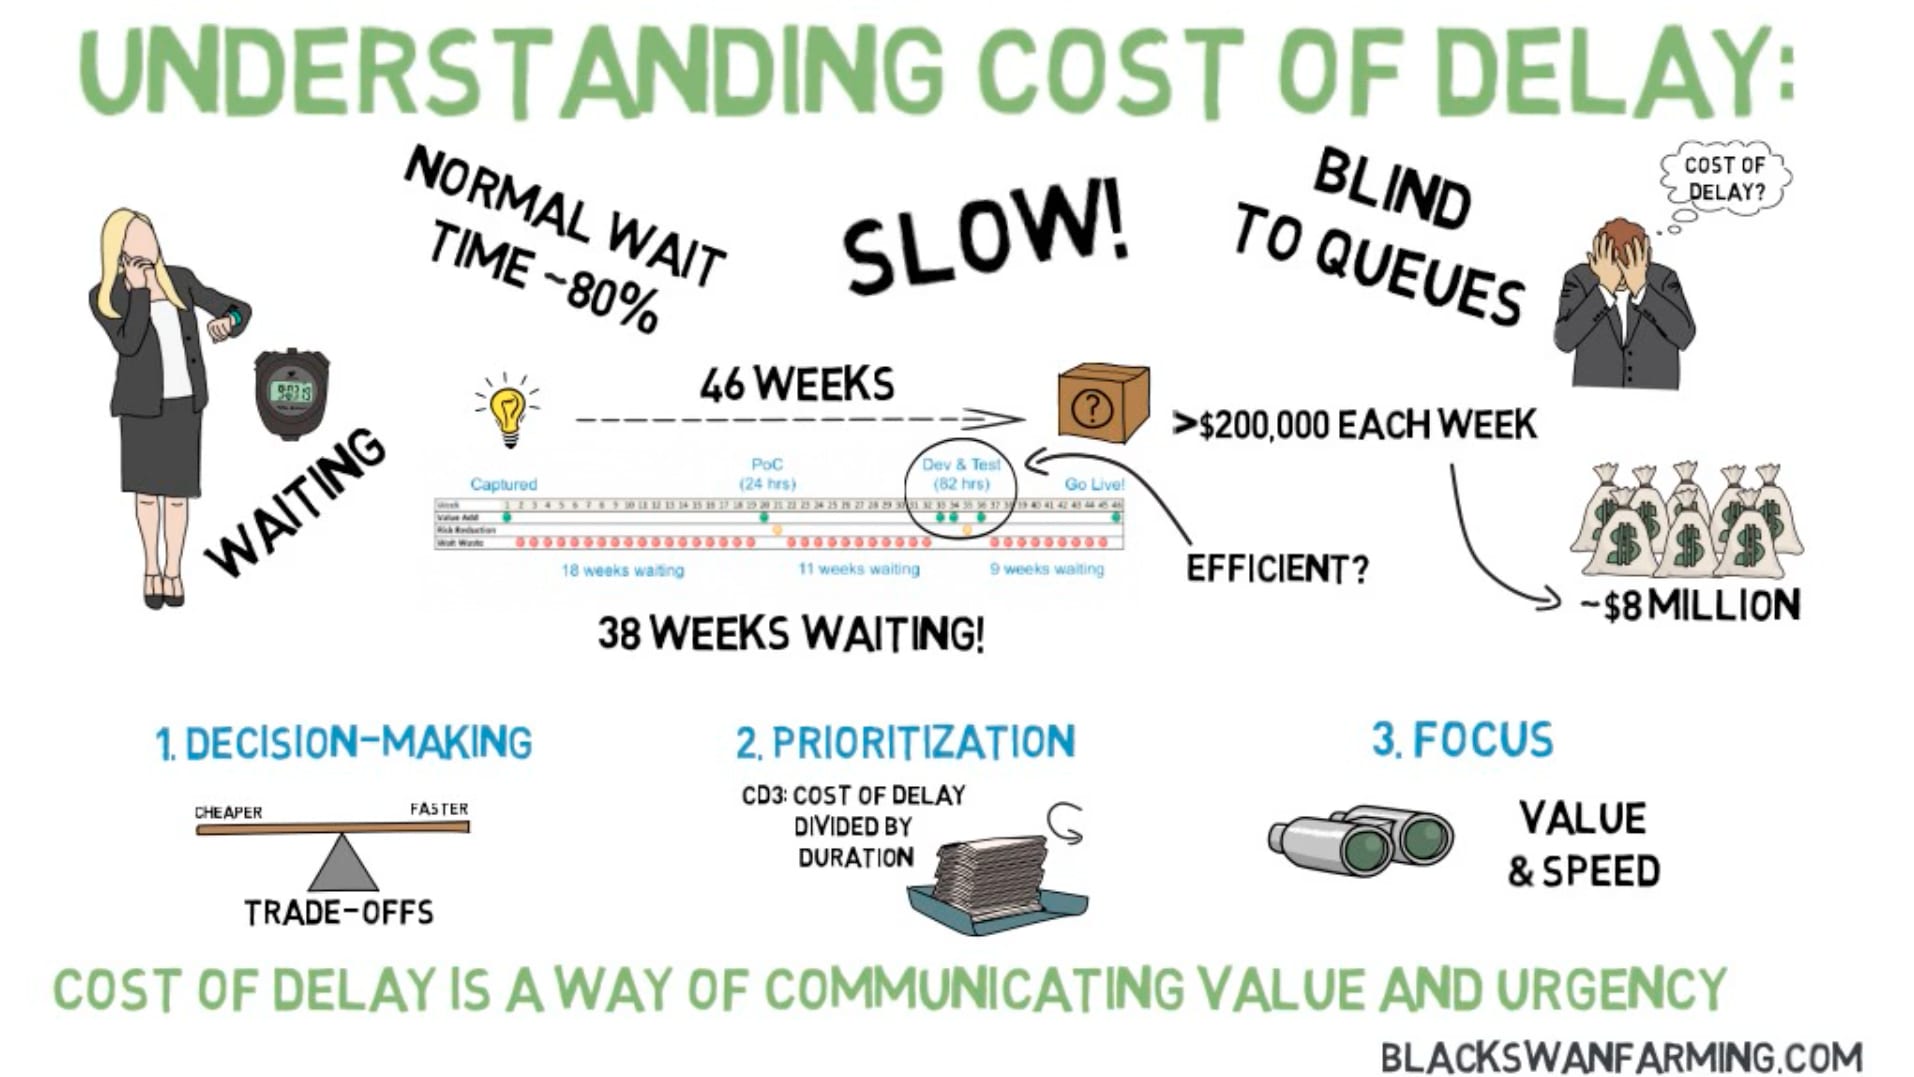 UNDERSTANDING COST OF DELAY:
NORMAL WAIT
TIME ~80%
SLOW!
BLIND
TO QUEUES
COST OF
DELAY?
WAITING
46 WEEKS
?
>$200,000 EACH WEEK
Captured
PoC
(24 hrs)
Dev & Test
(82 hrs)
Go Live!
Week 1 2 3 4 5 6 7 8 9 10 11 12 13 14 15 16 17 18 19 20 21 22 23 24 25 26 27 28 29 30 31 32 33 34 35 36 37 38 39 40 41 42 43 44 45 46
Value Add
Risk Reduction
Wait Waste
18 weeks waiting
11 weeks waiting
9 weeks waiting
EFFICIENT?
$ $ $
~$8 MILLION
38 WEEKS WAITING!
1. DECISION-MAKING
CHEAPER
FASTER
TRADE-OFFS
2. PRIORITIZATION
CD3: COST OF DELAY
DIVIDED BY
DURATION
3. FOCUS
VALUE
& SPEED
COST OF DELAY IS A WAY OF COMMUNICATING VALUE AND URGENCY
BLACKSWANFARMING.COM